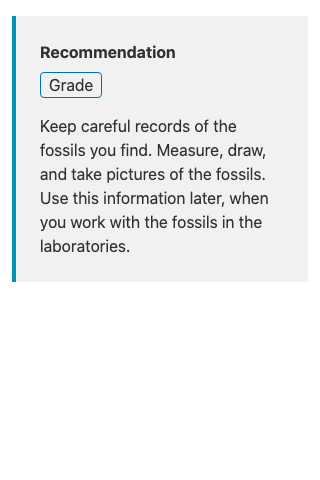 Recommendation
Grade
Keep careful records of the
fossils you find. Measure, draw,
and take pictures of the fossils.
Use this information later, when
you work with the fossils in the
laboratories.